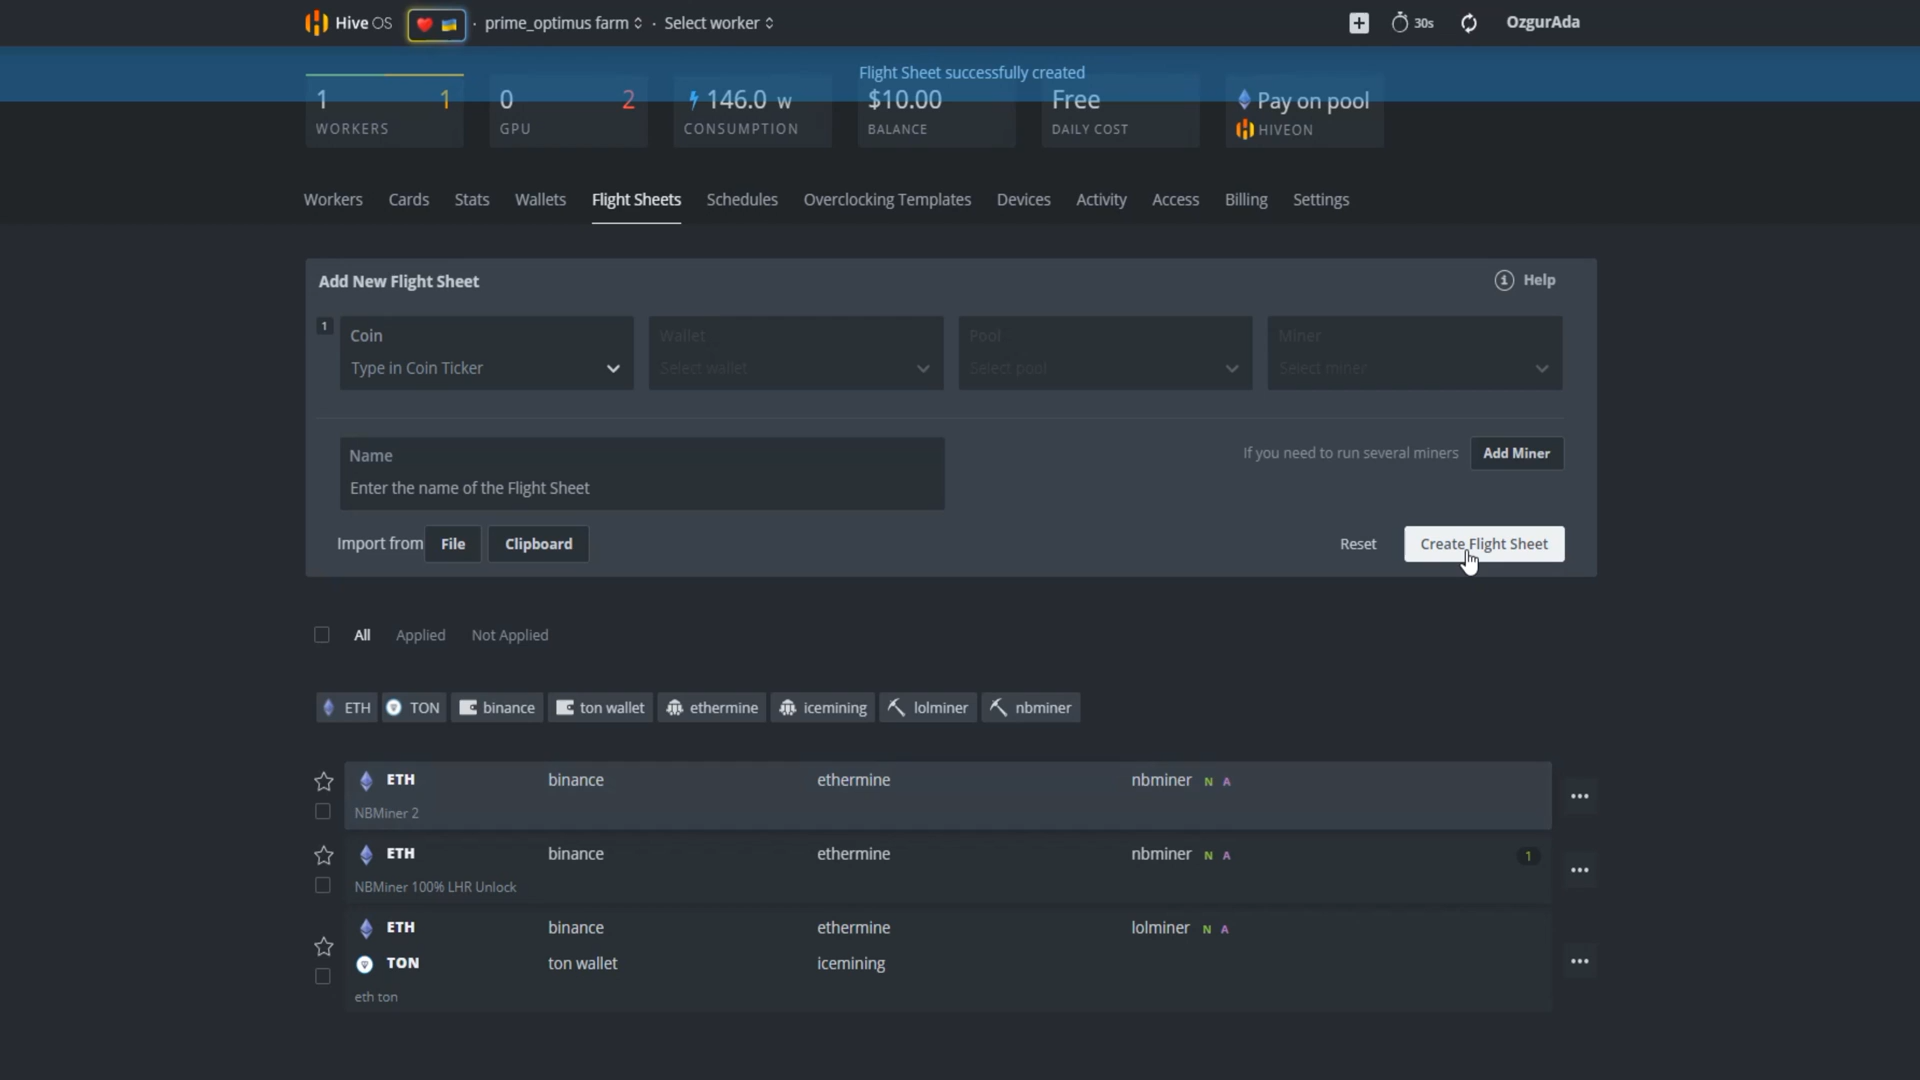 Hive OS · prime_optimus farm · Select worker 30s OzgurAda
Flight Sheet successfully created
1 1 0 2 146.0 W $10.00 Free Pay on pool
WORKERS GPU CONSUMPTION BALANCE DAILY COST HIVEON
Workers Cards Stats Wallets Flight Sheets Schedules Overclocking Templates Devices Activity Access Billing Settings
Add New Flight Sheet Help
1 Coin Wallet Pool Miner
Type in Coin Ticker Select wallet Select pool Select miner
Name If you need to run several miners Add Miner
Enter the name of the Flight Sheet
Import from File Clipboard Reset Create Flight Sheet
All Applied Not Applied
ETH TON binance ton wallet ethermine icemining lolminer nbminer
ETH binance ethermine nbminer N A
NBMiner 2
ETH binance ethermine nbminer N A 1
NBMiner 100% LHR Unlock
ETH binance ethermine lolminer N A
TON ton wallet icemining
eth ton